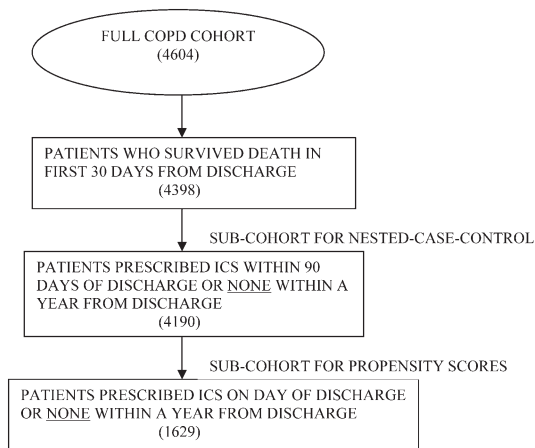 FULL COPD COHORT
(4604)
PATIENTS WHO SURVIVED DEATH IN
FIRST 30 DAYS FROM DISCHARGE
(4398)
SUB-COHORT FOR NESTED-CASE-CONTROL
PATIENTS PRESCRIBED ICS WITHIN 90
DAYS OF DISCHARGE OR NONE WITHIN A
YEAR FROM DISCHARGE
(4190)
SUB-COHORT FOR PROPENSITY SCORES
PATIENTS PRESCRIBED ICS ON DAY OF DISCHARGE
OR NONE WITHIN A YEAR FROM DISCHARGE
(1629)